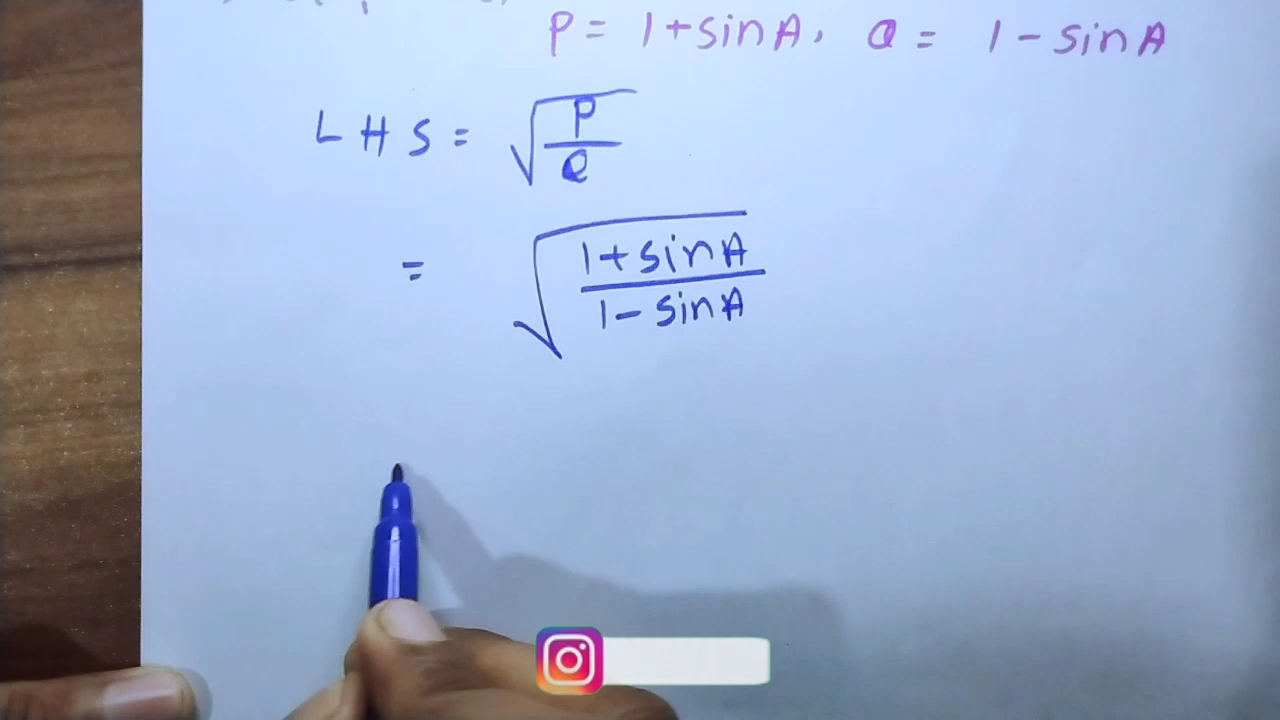 P = 1+sinA, Q = 1 - sinA
LHS = √(P/Q)
= √((1+sinA)/(1-sinA))